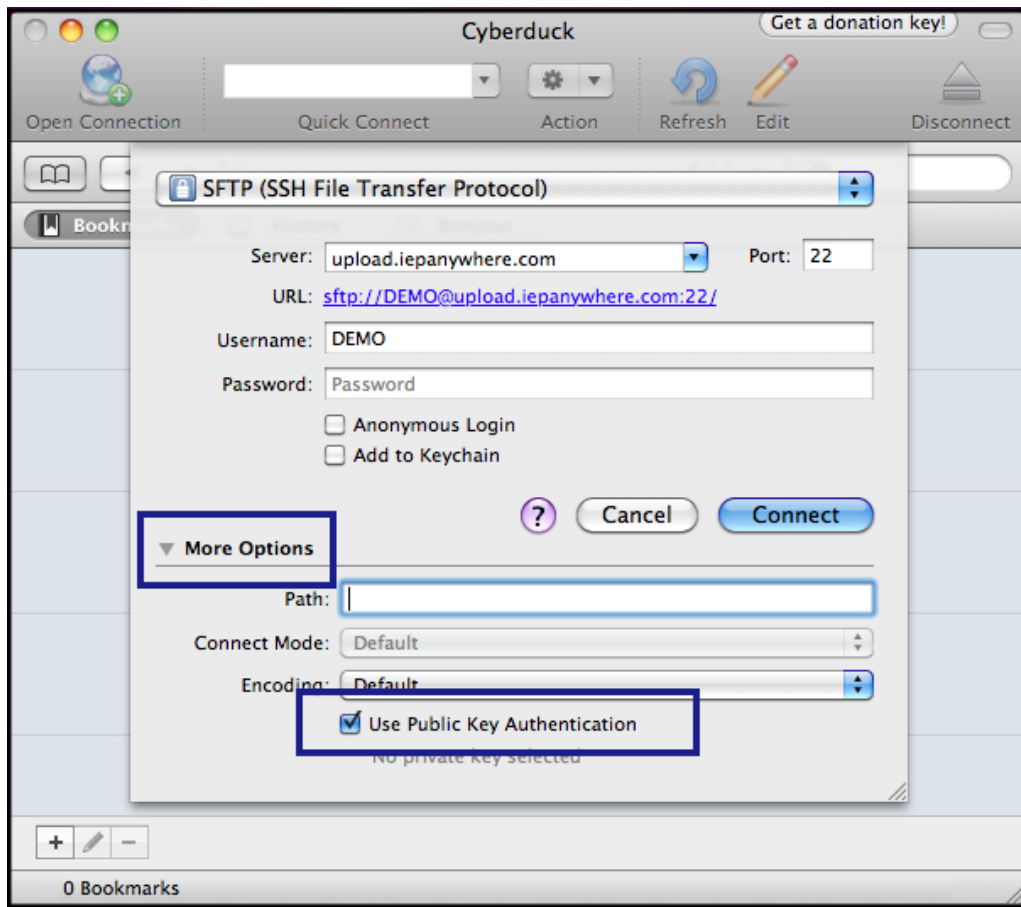 Cyberduck
Get a donation key!
Open Connection
Quick Connect
Action
Refresh
Edit
Disconnect
SFTP (SSH File Transfer Protocol)
Bookmarks History Bonjour
Server: upload.iepanywhere.com Port: 22
URL: sftp://DEMO@upload.iepanywhere.com:22/
Username: DEMO
Password: Password
Anonymous Login
Add to Keychain
? Cancel Connect
More Options
Path:
Connect Mode: Default
Encoding: Default
Use Public Key Authentication
No private key selected
0 Bookmarks